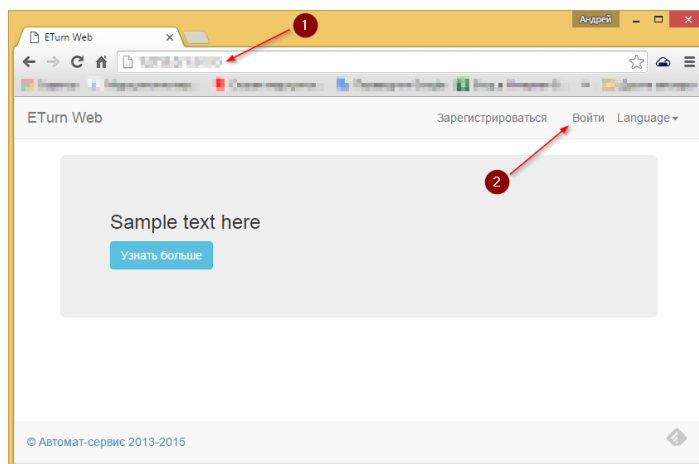 Андрей
ETurn Web
1
ETurn Web
Зарегистрироваться Войти Language
2
Sample text here
Узнать больше
© Автомат-сервис 2013-2015